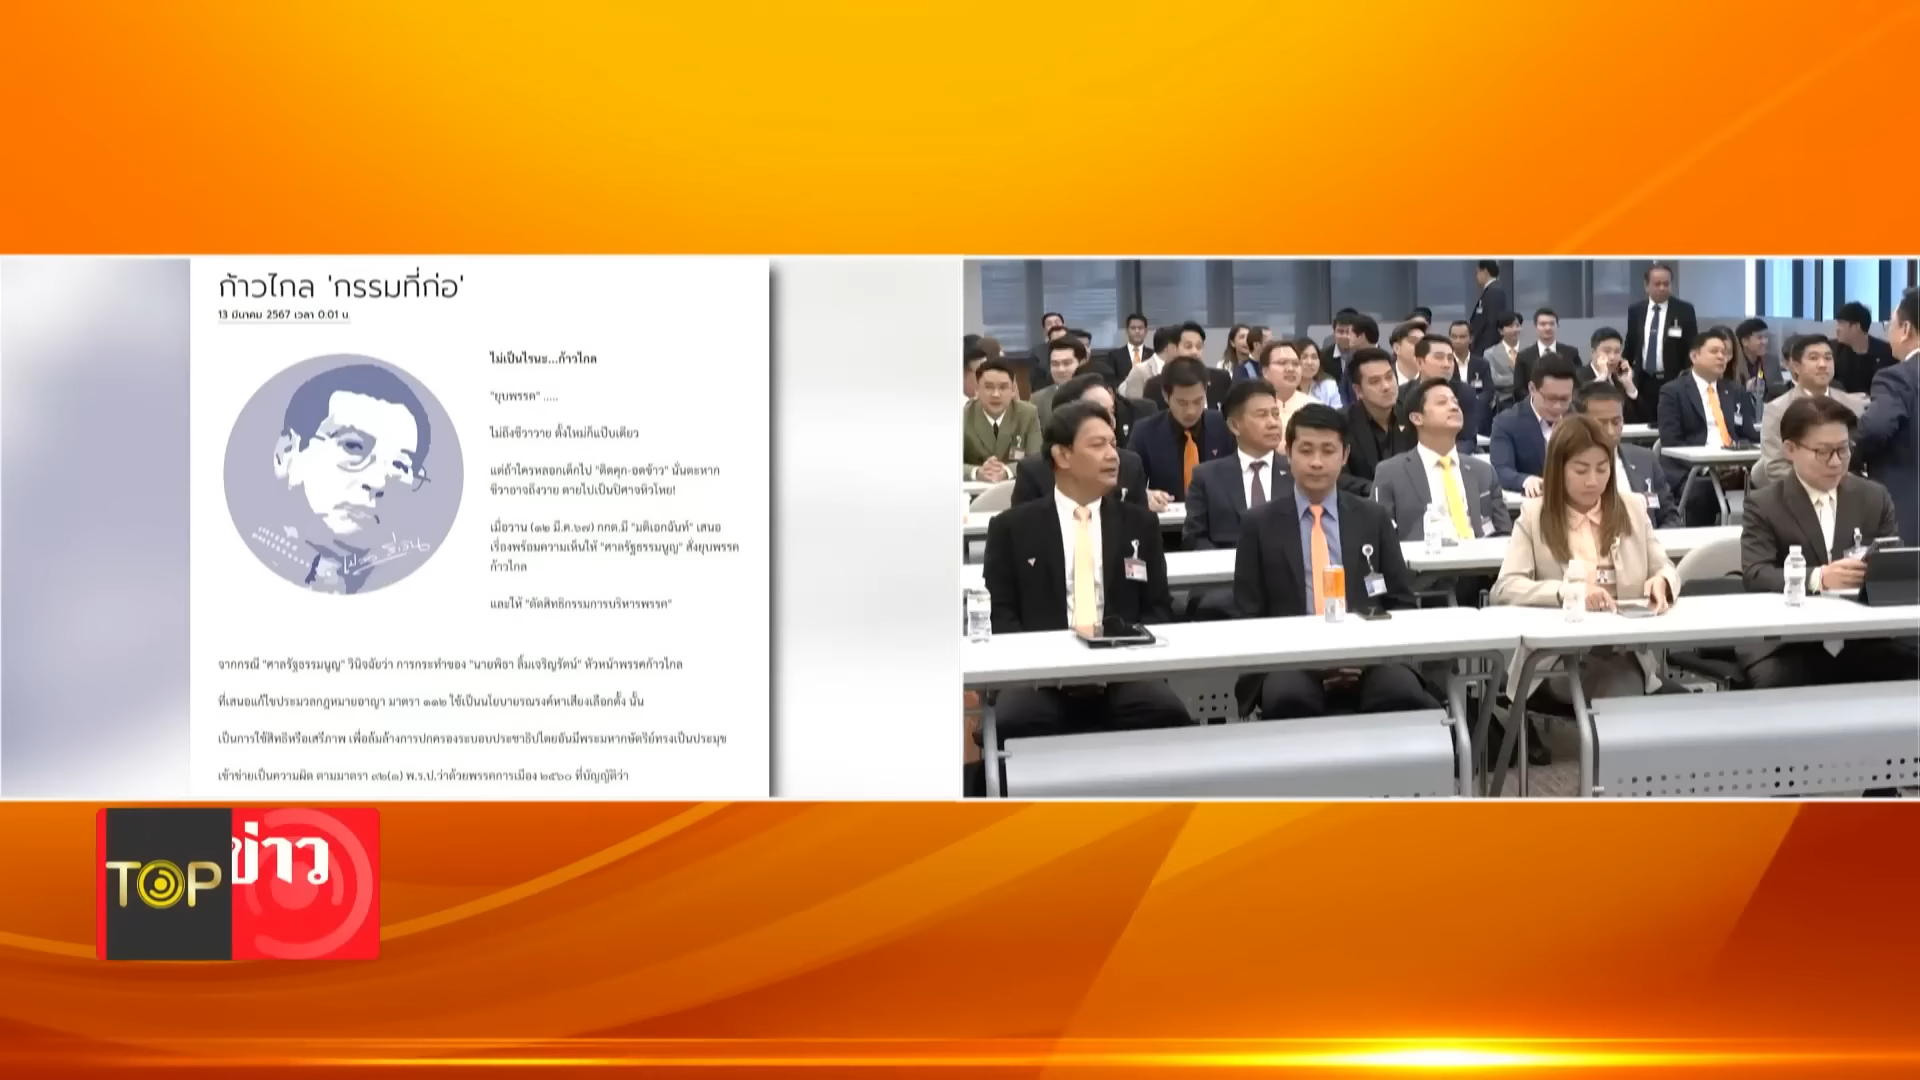 ก้าวไกล 'กรรมที่ก่อ'
13 มีนาคม 2567 เวลา 0:01 น.
ไม่เป็นไรนะ...ก้าวไกล
"ยุบพรรค" .....
ไม่ถึงชีวาวาย ตั้งใหม่ก็แป๊บเดียว
แต่ถ้าใครหลอกเด็กไป "ติดคุก-อดข้าว" นั่นตะหาก
ชีวาอาจถึงวาย ตายไปเป็นปิศาจหิวโหย!
เมื่อวาน (๑๒ มี.ค.๖๗) กกต.มี "มติเอกฉันท์" เสนอ
เรื่องพร้อมความเห็นให้ "ศาลรัฐธรรมนูญ" สั่งยุบพรรค
ก้าวไกล
และให้ "ตัดสิทธิกรรมการบริหารพรรค"
จากกรณี "ศาลรัฐธรรมนูญ" วินิจฉัยว่า การกระทำของ "นายพิธา ลิ้มเจริญรัตน์" หัวหน้าพรรคก้าวไกล
ที่เสนอแก้ไขประมวลกฎหมายอาญา มาตรา ๑๑๒ ใช้เป็นนโยบายรณรงค์หาเสียงเลือกตั้ง นั้น
เป็นการใช้สิทธิหรือเสรีภาพ เพื่อล้มล้างการปกครองระบอบประชาธิปไตยอันมีพระมหากษัตริย์ทรงเป็นประมุข
เข้าข่ายเป็นความผิด ตามมาตรา ๙๒(๑) พ.ร.ป.ว่าด้วยพรรคการเมือง ๒๕๖๐ ที่บัญญัติว่า
TOP ข่าว